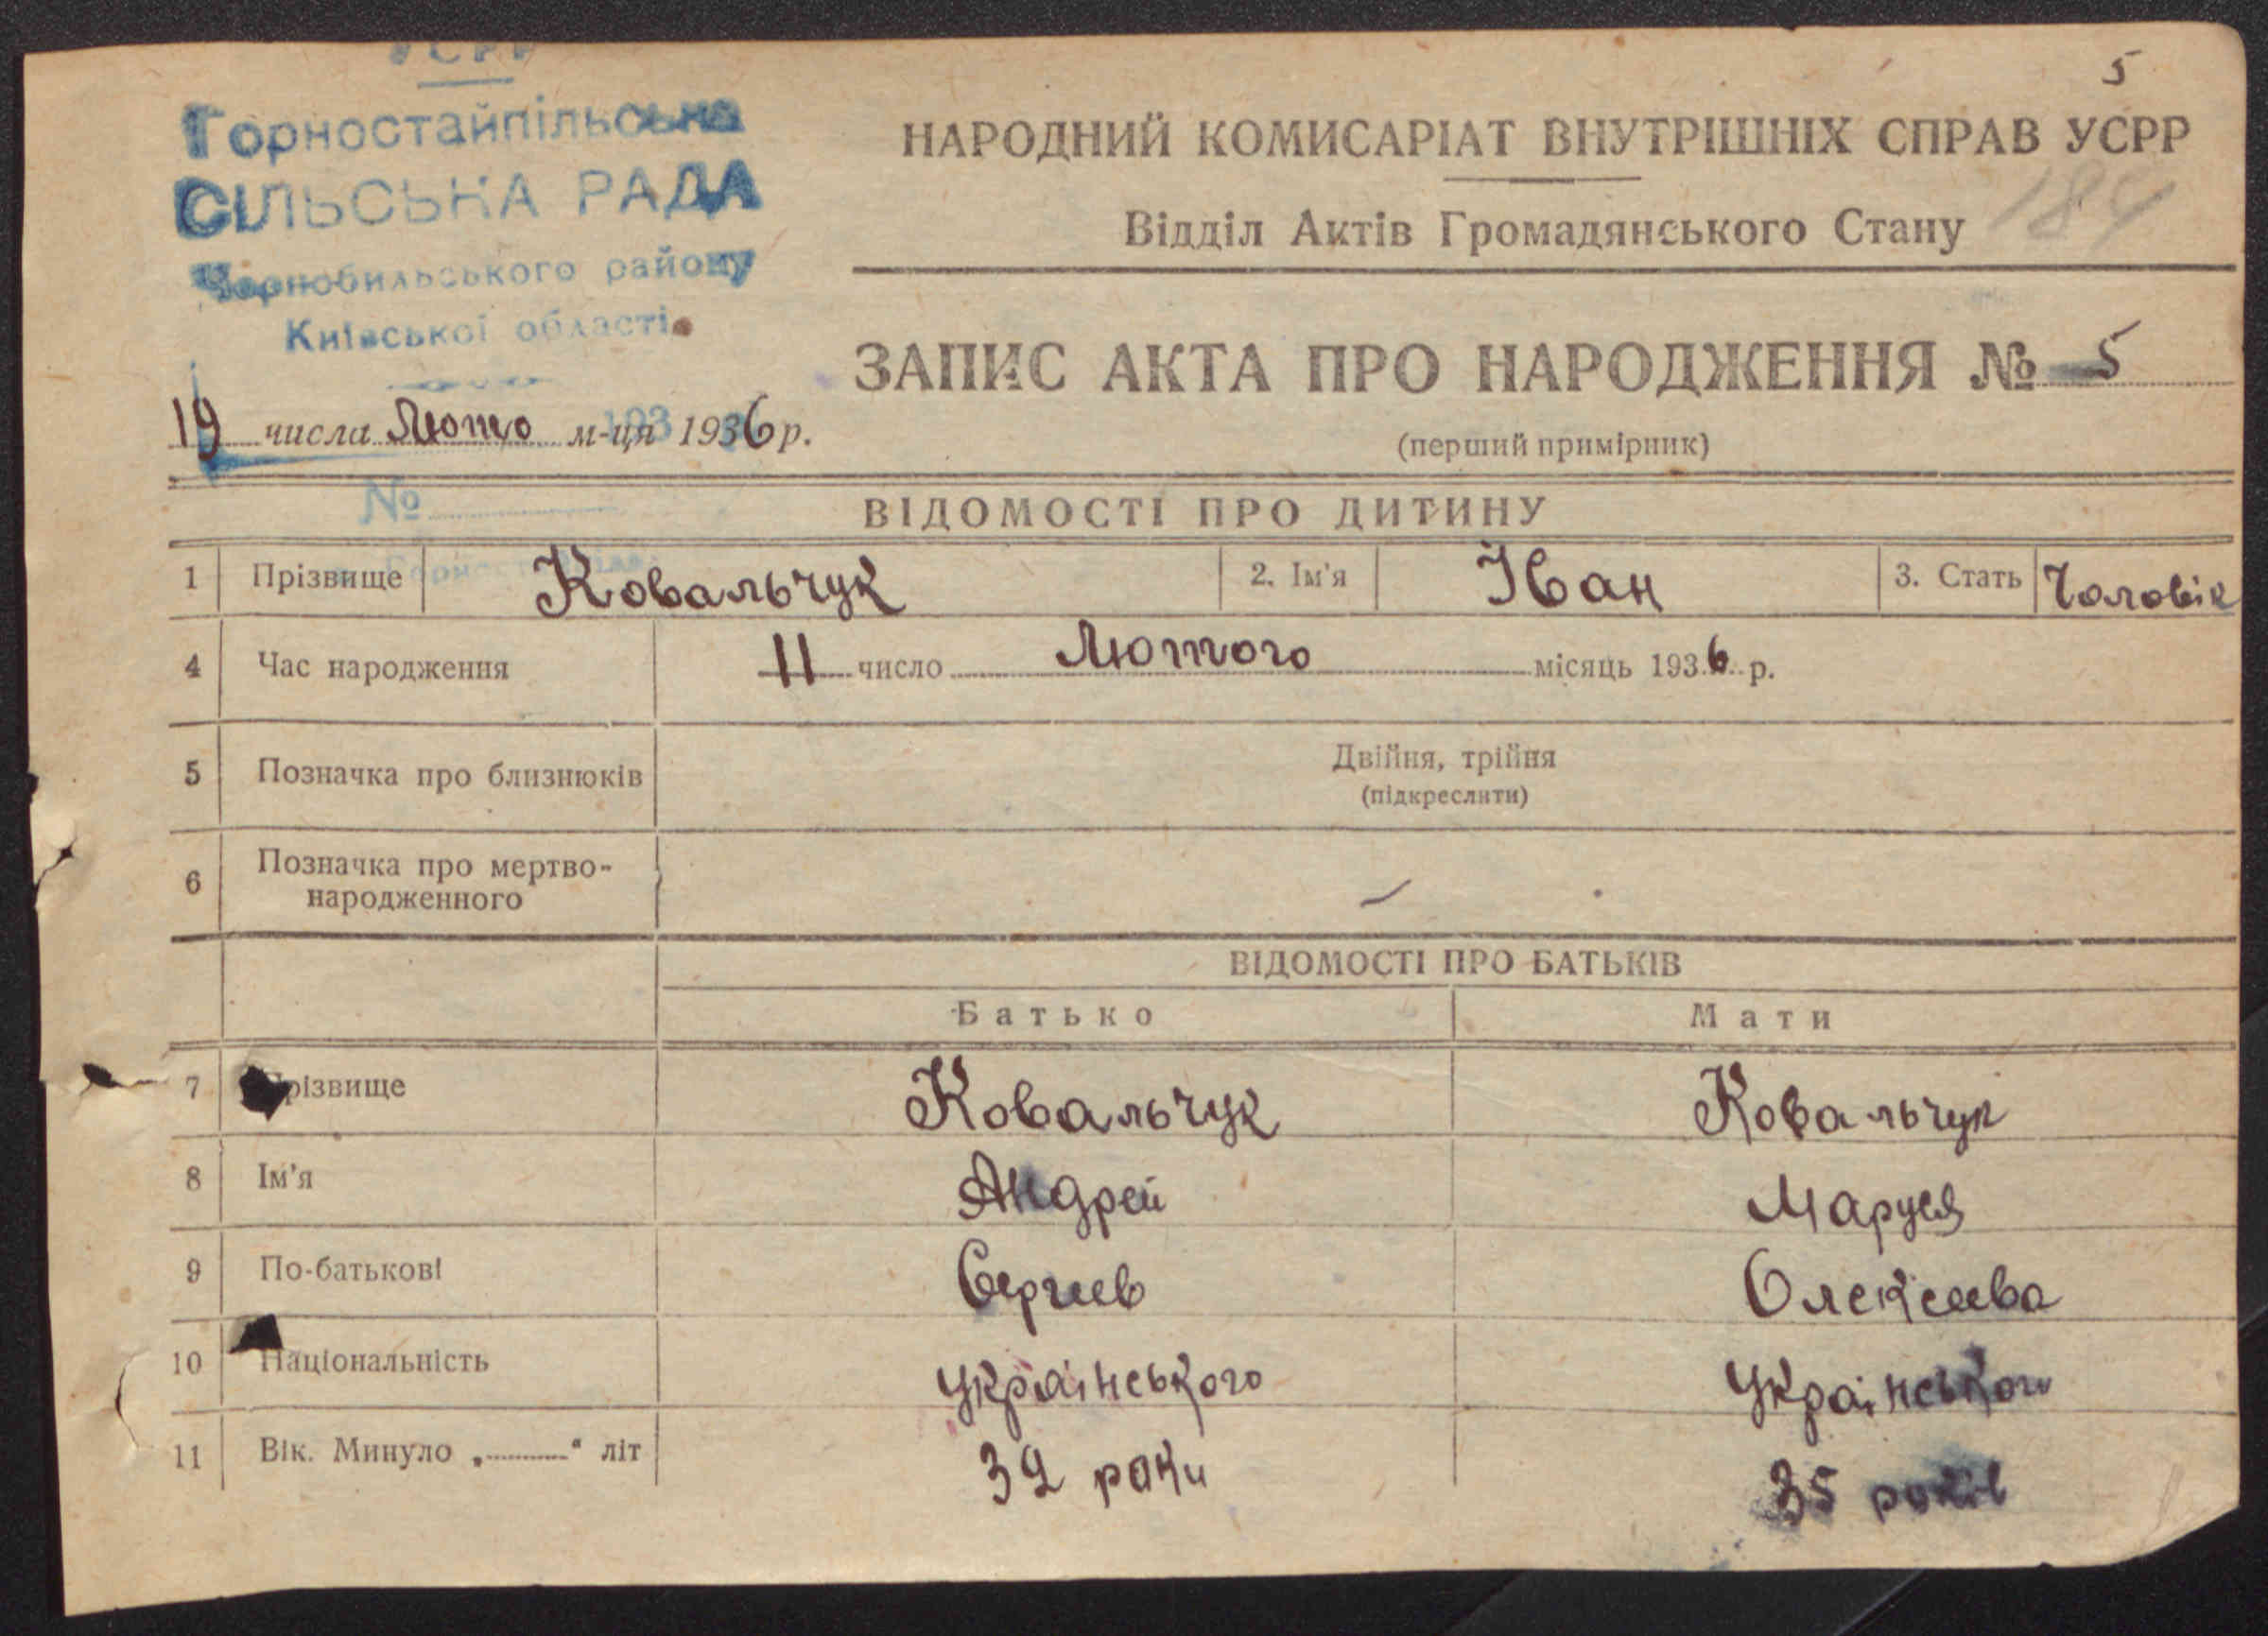 УСРР
Горностайпільська
СІЛЬСЬКА РАДА
Чорнобильського району
Київської області
5
НАРОДНИЙ КОМИСАРІАТ ВНУТРІШНІХ СПРАВ УСРР
184
Відділ Актів Громадянського Стану
ЗАПИС АКТА ПРО НАРОДЖЕННЯ № 5
(перший примірник)
19 числа Лютго м-ця 193 1936 р.
№
ВІДОМОСТІ ПРО ДИТИНУ
1 Прізвище Ковальчук 2. Ім'я Іван 3. Стать Чоловік
4 Час народження 11 число Лютого місяць 1936 р.
5 Позначка про близнюків Двійня, трійня
(підкреслити)
6 Позначка про мертво-
народженного –
ВІДОМОСТІ ПРО БАТЬКІВ
Батько Мати
7 Прізвище Ковальчук Ковальчук
8 Ім'я Андрей Маруся
9 По-батькові Сергиев Олексеева
10 Національність Українського Українського
11 Вік. Минуло „ “ літ 32 роки 35 років